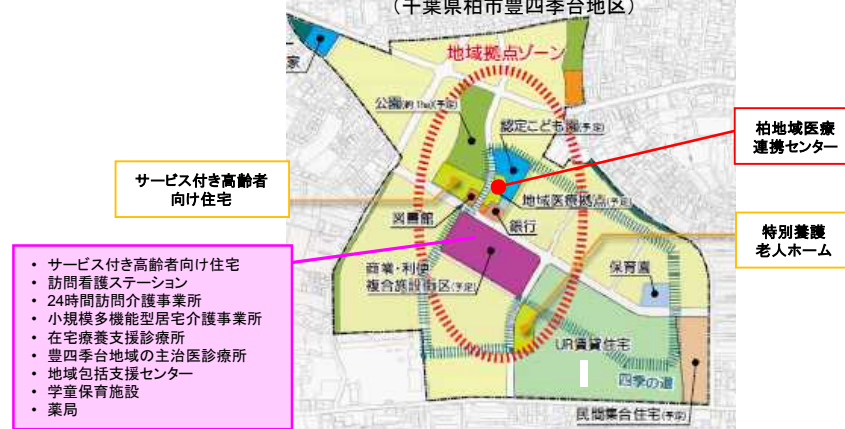 (千葉県柏市豊四季台地区)
家
地域拠点ゾーン
公園(約1ha)(予定)
認定こども園(予定)
柏地域医療
連携センター
サービス付き高齢者
向け住宅
地域医療拠点(予定)
図書館
銀行
特別養護
老人ホーム
• サービス付き高齢者向け住宅
• 訪問看護ステーション
• 24時間訪問介護事業所
• 小規模多機能型居宅介護事業所
• 在宅療養支援診療所
• 豊四季台地域の主治医診療所
• 地域包括支援センター
• 学童保育施設
• 薬局
商業・利便
複合施設街区(予定)
保育園
UR賃貸住宅
四季の道
民間集合住宅(予定)